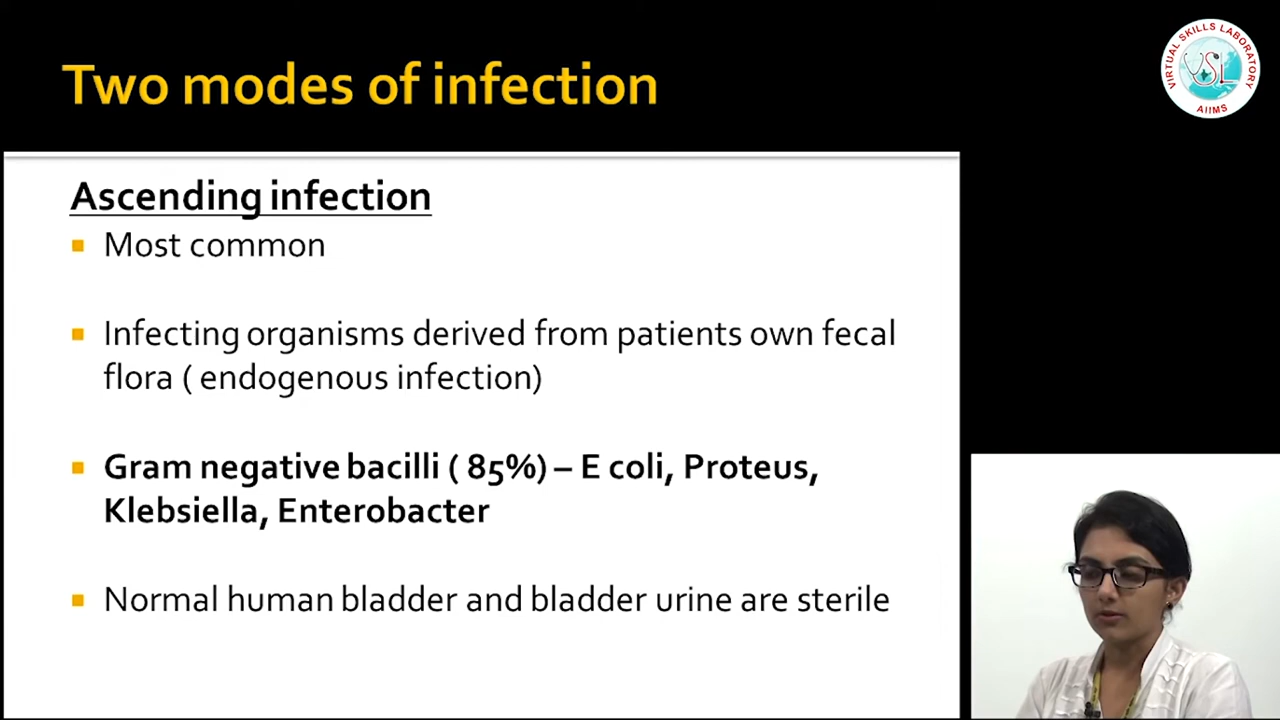 Two modes of infection
VIRTUAL SKILLS LABORATORY
VSL
AIIMS
Ascending infection
Most common
Infecting organisms derived from patients own fecal
flora ( endogenous infection)
Gram negative bacilli ( 85%) – E coli, Proteus,
Klebsiella, Enterobacter
Normal human bladder and bladder urine are sterile